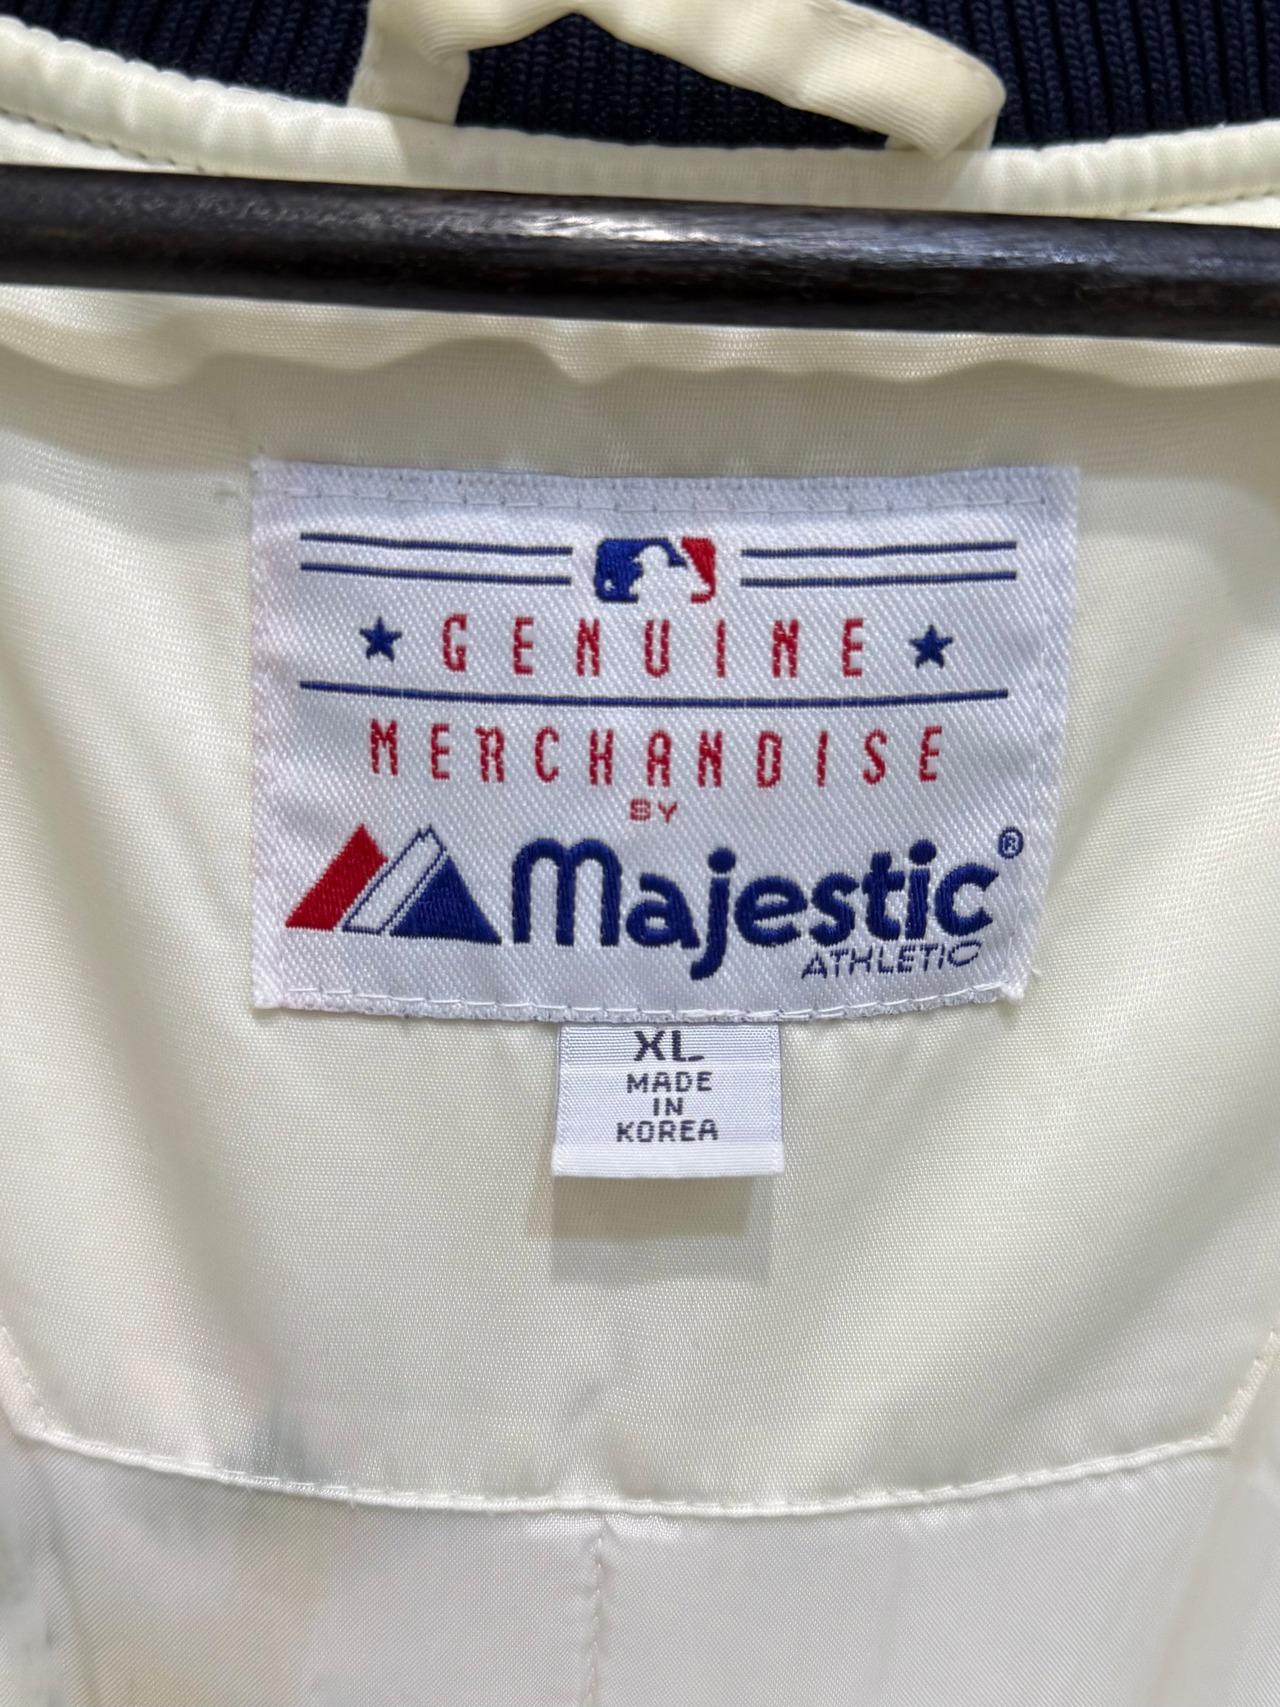 GENUINE
MERCHANDISE
BY
Majestic®
ATHLETIC
XL
MADE
IN
KOREA